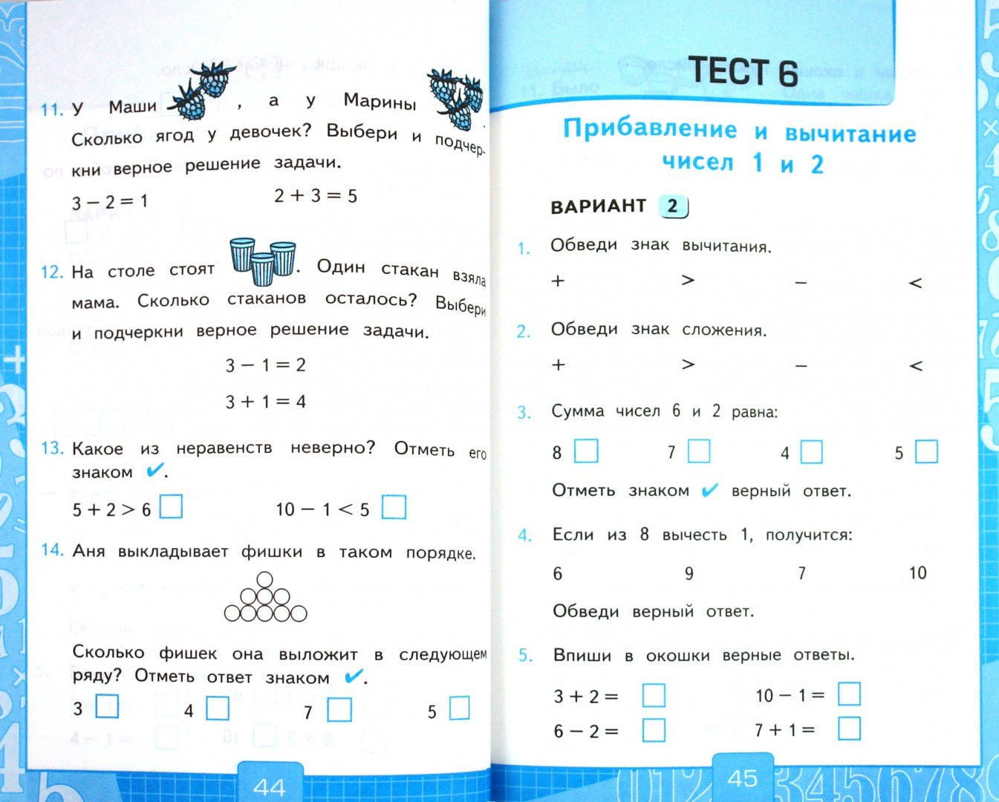 11. У Маши , а у Марины .
Сколько ягод у девочек? Выбери и подчер-
кни верное решение задачи.
3 − 2 = 1 2 + 3 = 5
12. На столе стоят . Один стакан взяла
мама. Сколько стаканов осталось? Выбери
и подчеркни верное решение задачи.
3 − 1 = 2
3 + 1 = 4
13. Какое из неравенств неверно? Отметь его
знаком ✔.
5 + 2 > 6 □ 10 − 1 < 5 □
14. Аня выкладывает фишки в таком порядке.
Сколько фишек она выложит в следующем
ряду? Отметь ответ знаком ✔.
3 □ 4 □ 7 □ 5 □
44
ТЕСТ 6
Прибавление и вычитание
чисел 1 и 2
ВАРИАНТ 2
1. Обведи знак вычитания.
+ > − <
2. Обведи знак сложения.
+ > − <
3. Сумма чисел 6 и 2 равна:
8 □ 7 □ 4 □ 5 □
Отметь знаком ✔ верный ответ.
4. Если из 8 вычесть 1, получится:
6 9 7 10
Обведи верный ответ.
5. Впиши в окошки верные ответы.
3 + 2 = □ 10 − 1 = □
6 − 2 = □ 7 + 1 = □
45